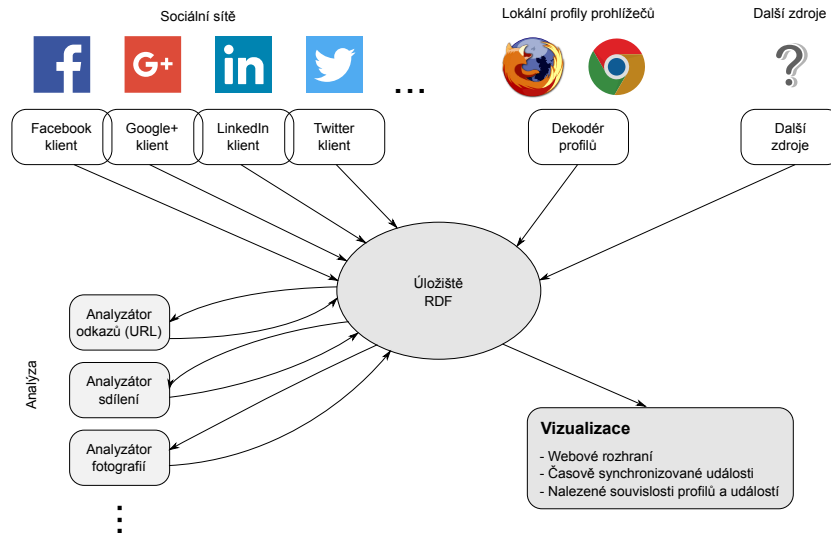 Sociální sítě
Lokální profily prohlížečů
Další zdroje
f
G+
in
...
?
Facebook
klient
Google+
klient
LinkedIn
klient
Twitter
klient
Dekodér
profilů
Další
zdroje
Úložiště
RDF
Analýza
Analyzátor
odkazů (URL)
Analyzátor
sdílení
Analyzátor
fotografií
Vizualizace
- Webové rozhraní
- Časově synchronizované události
- Nalezené souvislosti profilů a událostí